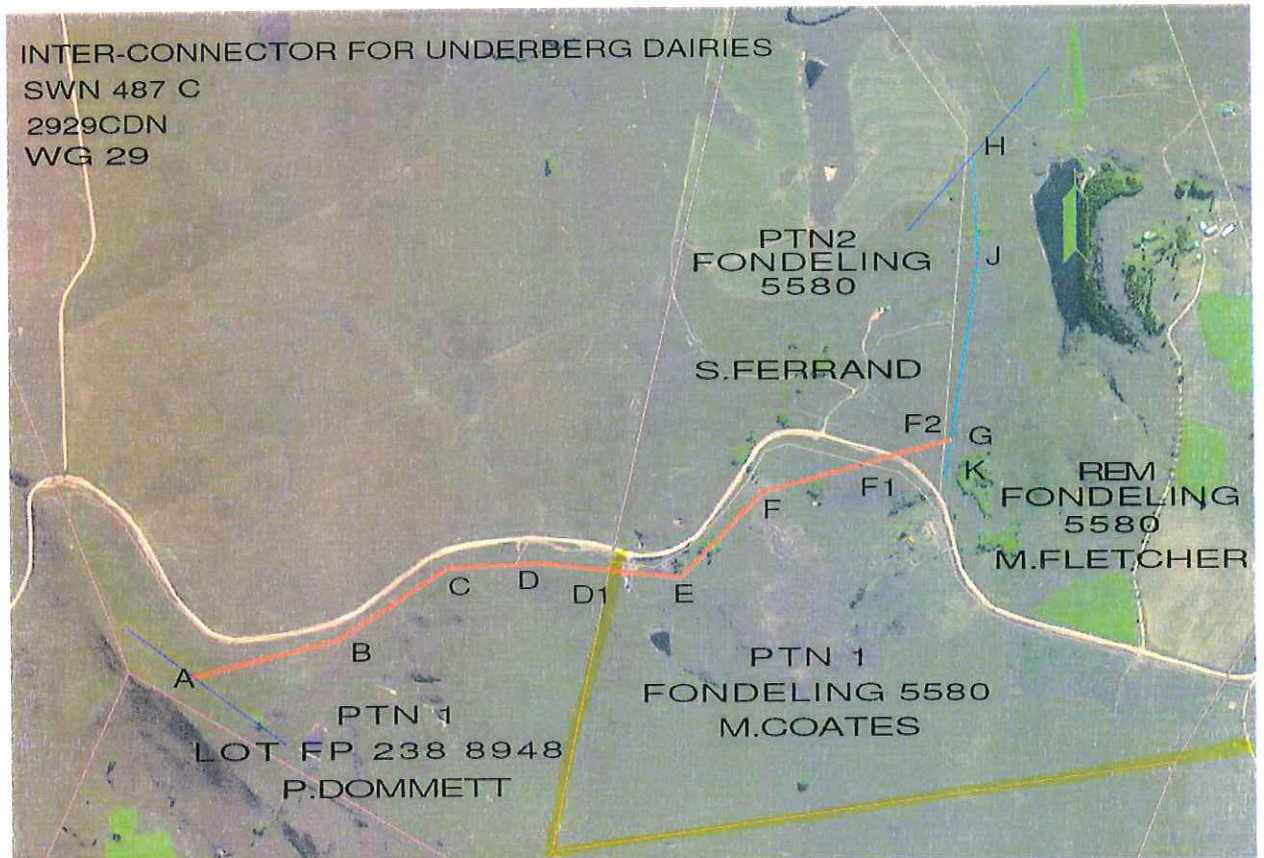 INTER-CONNECTOR FOR UNDERBERG DAIRIES
SWN 487 C
2929CDN
WG 29
H
PTN2
FONDELING
5580
J
S.FERRAND
F2
G
K
F1
REM
FONDELING
5580
M.FLETCHER
F
C
D
D1
E
B
A
PTN 1
LOT FP 238 8948
P.DOMMETT
PTN 1
FONDELING 5580
M.COATES